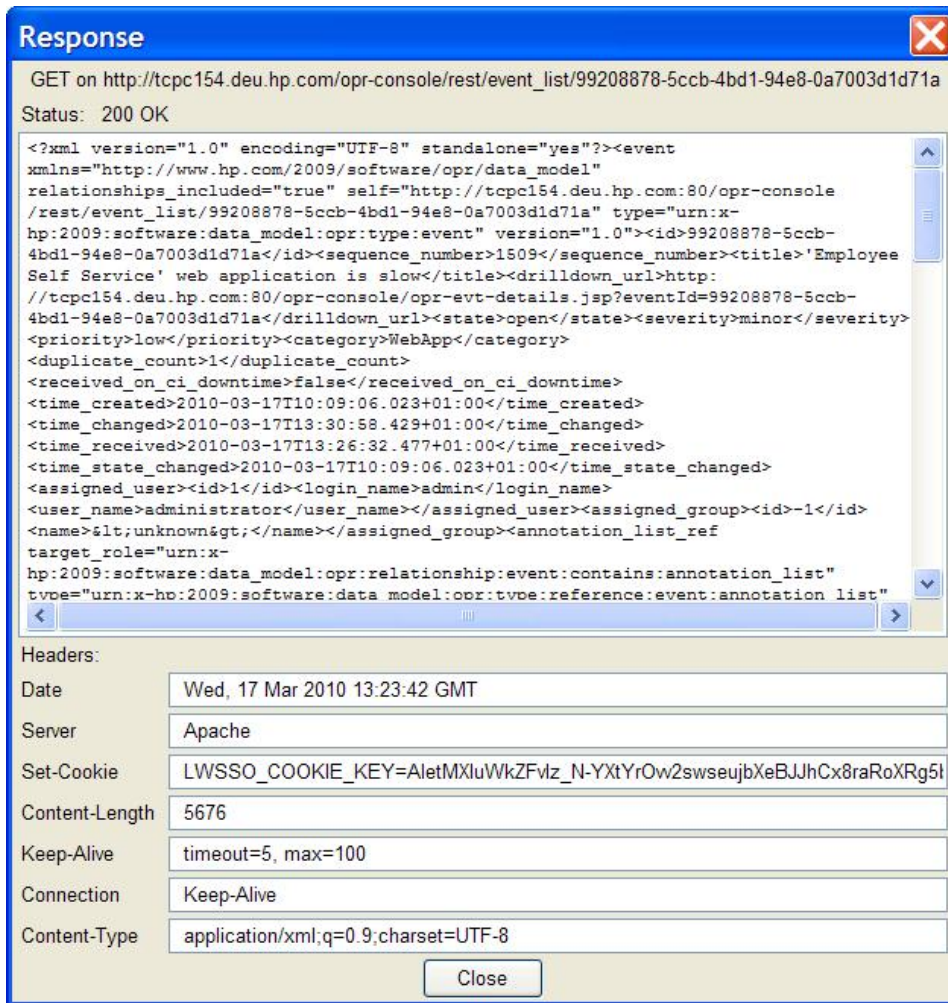 Response
GET on http://tcpc154.deu.hp.com/opr-console/rest/event_list/99208878-5ccb-4bd1-94e8-0a7003d1d71a
Status: 200 OK
<?xml version="1.0" encoding="UTF-8" standalone="yes"?><event
xmlns="http://www.hp.com/2009/software/opr/data_model"
relationships_included="true" self="http://tcpc154.deu.hp.com:80/opr-console
/rest/event_list/99208878-5ccb-4bd1-94e8-0a7003d1d71a" type="urn:x-
hp:2009:software:data_model:opr:type:event" version="1.0"><id>99208878-5ccb-
4bd1-94e8-0a7003d1d71a</id><sequence_number>1509</sequence_number><title>'Employee
Self Service' web application is slow</title><drilldown_url>http:
//tcpc154.deu.hp.com:80/opr-console/opr-evt-details.jsp?eventId=99208878-5ccb-
4bd1-94e8-0a7003d1d71a</drilldown_url><state>open</state><severity>minor</severity>
<priority>low</priority><category>WebApp</category>
<duplicate_count>1</duplicate_count>
<received_on_ci_downtime>false</received_on_ci_downtime>
<time_created>2010-03-17T10:09:06.023+01:00</time_created>
<time_changed>2010-03-17T13:30:58.429+01:00</time_changed>
<time_received>2010-03-17T13:26:32.477+01:00</time_received>
<time_state_changed>2010-03-17T10:09:06.023+01:00</time_state_changed>
<assigned_user><id>1</id><login_name>admin</login_name>
<user_name>administrator</user_name></assigned_user><assigned_group><id>-1</id>
<name>&lt;unknown&gt;</name></assigned_group><annotation_list_ref
target_role="urn:x-
hp:2009:software:data_model:opr:relationship:event:contains:annotation_list"
type="urn:x-hp:2009:software:data_model:opr:type:reference:event:annotation_list"
Headers:
Date Wed, 17 Mar 2010 13:23:42 GMT
Server Apache
Set-Cookie LWSSO_COOKIE_KEY=AletMXluWkZFvlz_N-YXtYrOw2swseujbXeBJJhCx8raRoXRg5
Content-Length 5676
Keep-Alive timeout=5, max=100
Connection Keep-Alive
Content-Type application/xml;q=0.9;charset=UTF-8
Close